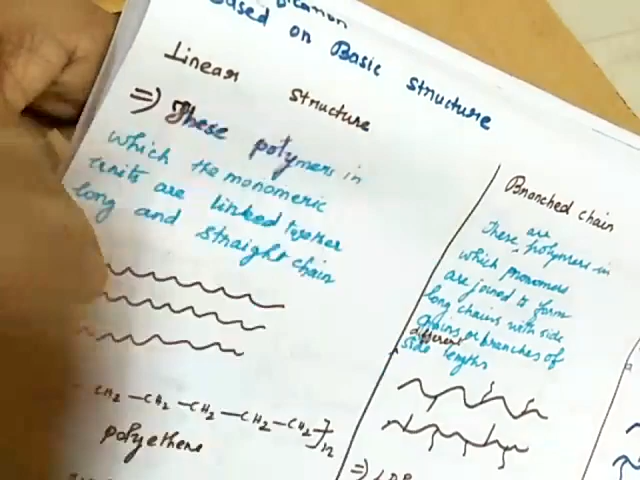 Based on Basic Structure
Linear Structure
=> These polymers in
which the monomeric
units are linked together
long and straight chain
CH2 - CH2 - CH2 - CH2 - CH2 ]n
polyethene
Branched chain
are
These polymers in
which monomers
are joined to form
long chains with side
chains or branches of
different
side lengths
=>